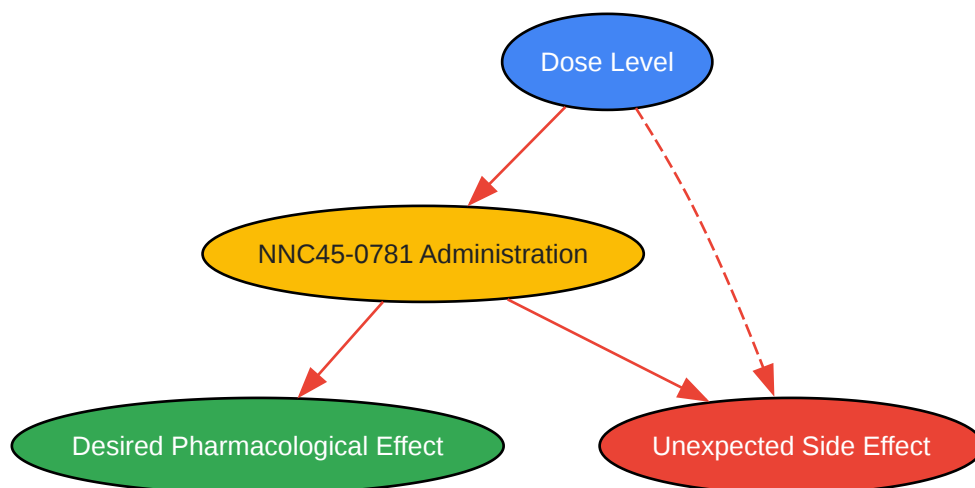 Dose Level
NNC45-0781 Administration
Desired Pharmacological Effect
Unexpected Side Effect